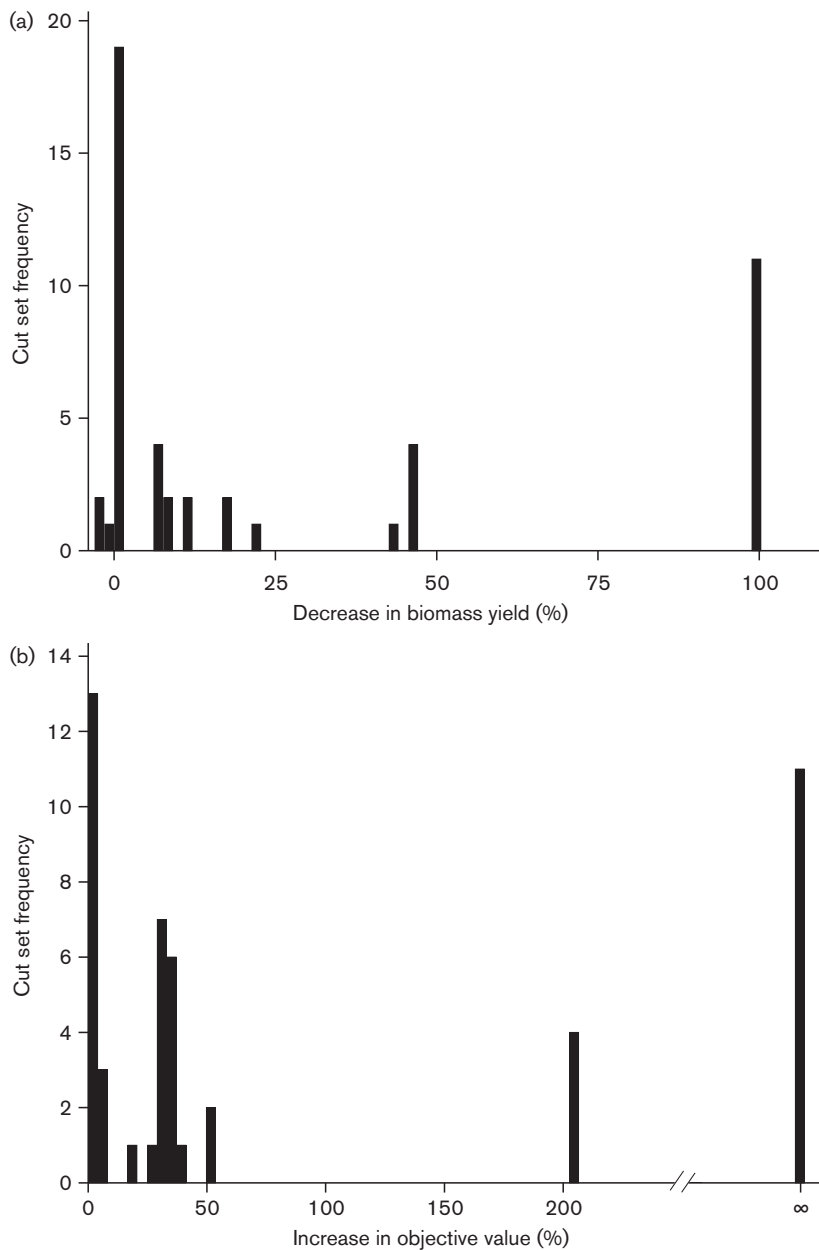 (a)
20
15
10
5
0
Cut set frequency
0 25 50 75 100
Decrease in biomass yield (%)
(b)
14
12
10
8
6
4
2
0
Cut set frequency
0 50 100 150 200 ∞
Increase in objective value (%)